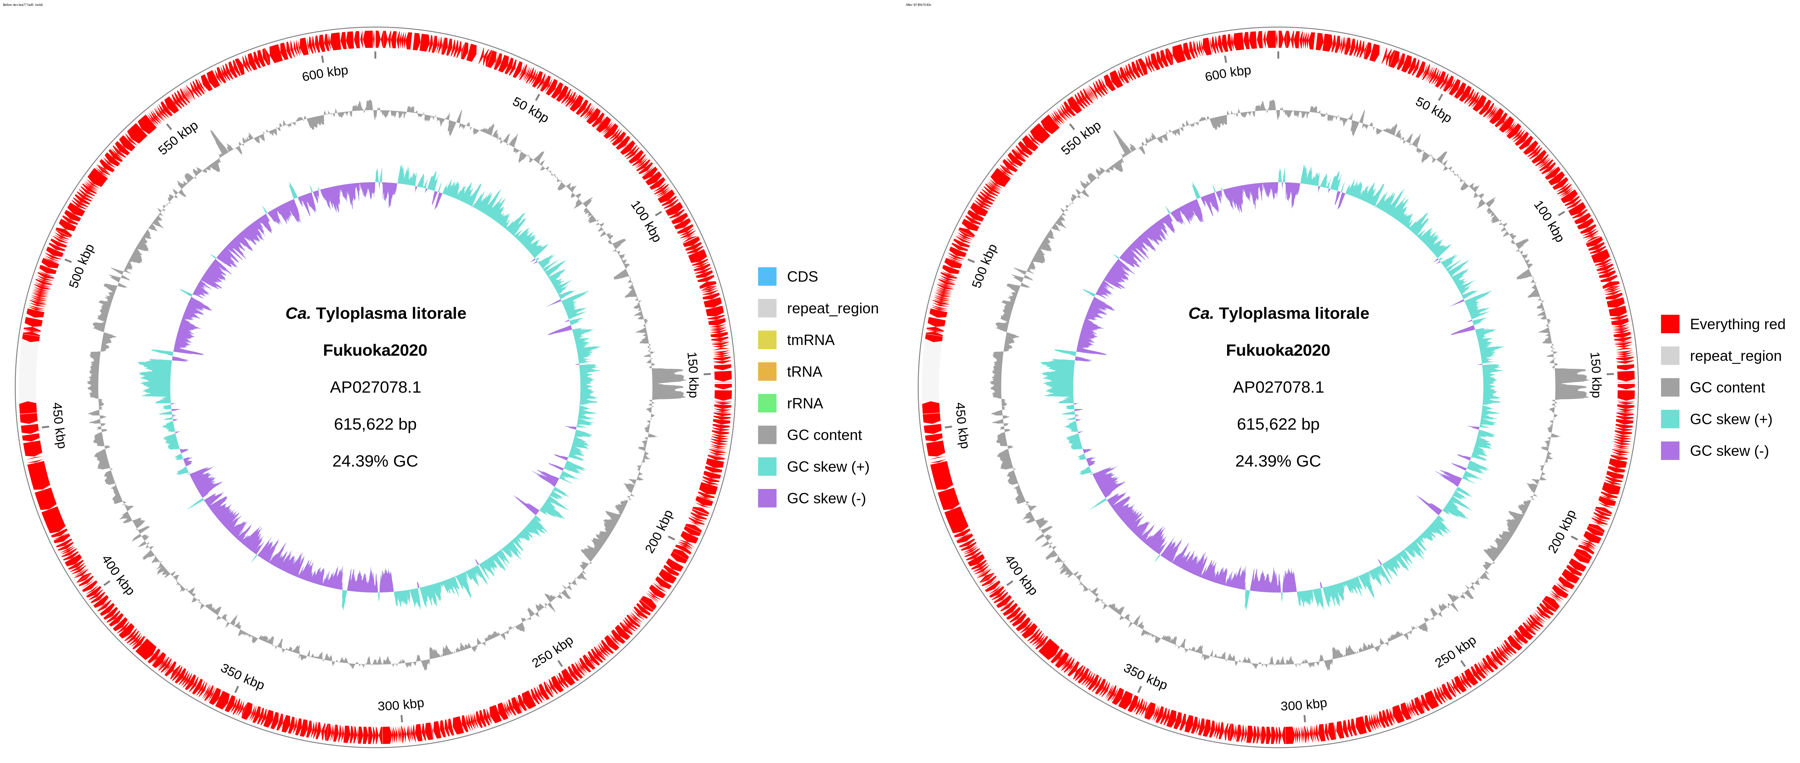 600 kbp
50 kbp
550 kbp
100 kbp
500 kbp
150 kbp
450 kbp
200 kbp
400 kbp
250 kbp
350 kbp
300 kbp
Ca. Tyloplasma litorale
Fukuoka2020
AP027078.1
615,622 bp
24.39% GC
CDS
repeat_region
tmRNA
tRNA
rRNA
GC content
GC skew (+)
GC skew (-)
600 kbp
50 kbp
550 kbp
100 kbp
500 kbp
150 kbp
450 kbp
200 kbp
400 kbp
250 kbp
350 kbp
300 kbp
Ca. Tyloplasma litorale
Fukuoka2020
AP027078.1
615,622 bp
24.39% GC
Everything red
repeat_region
GC content
GC skew (+)
GC skew (-)